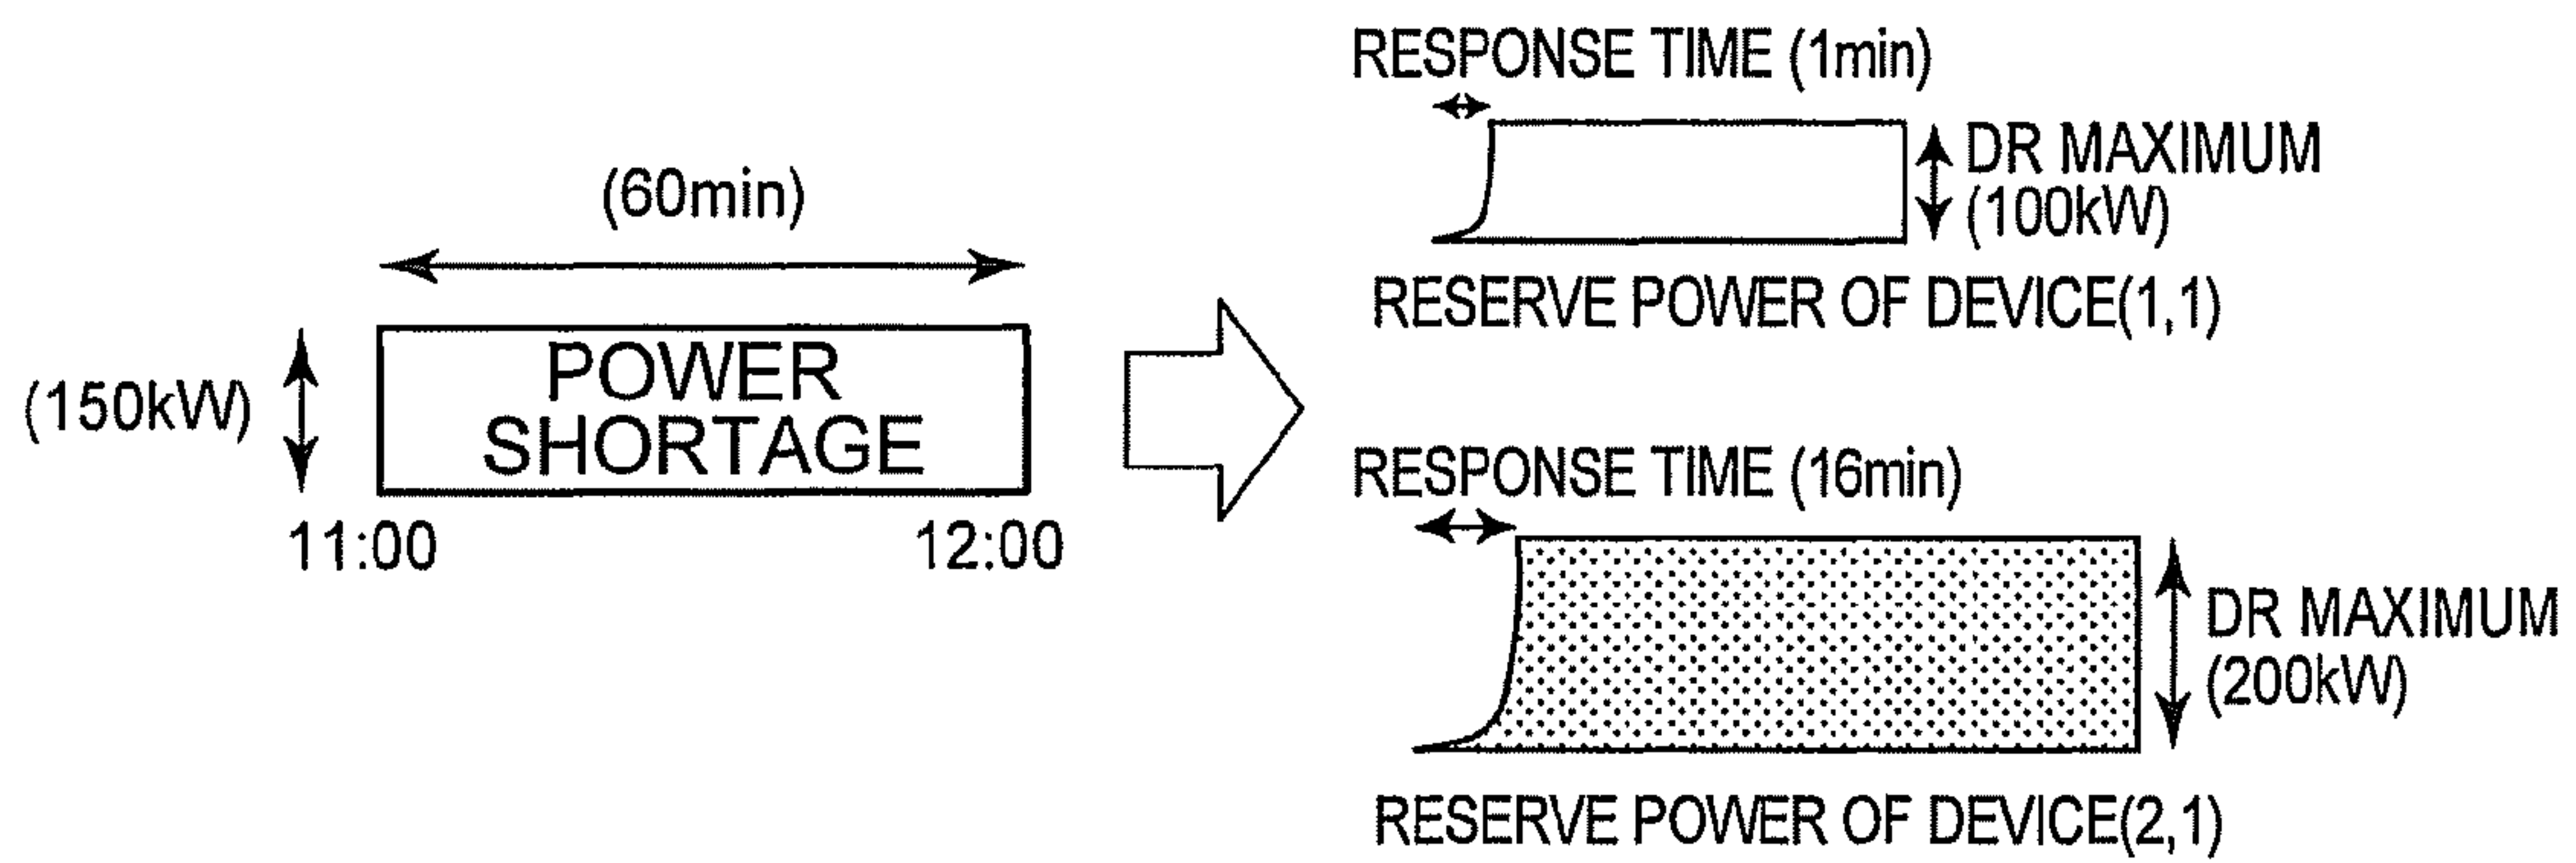 (60min)
(150kW)
POWER
SHORTAGE
11:00
12:00
RESPONSE TIME (1min)
DR MAXIMUM
(100kW)
RESERVE POWER OF DEVICE(1,1)
RESPONSE TIME (16min)
DR MAXIMUM
(200kW)
RESERVE POWER OF DEVICE(2,1)